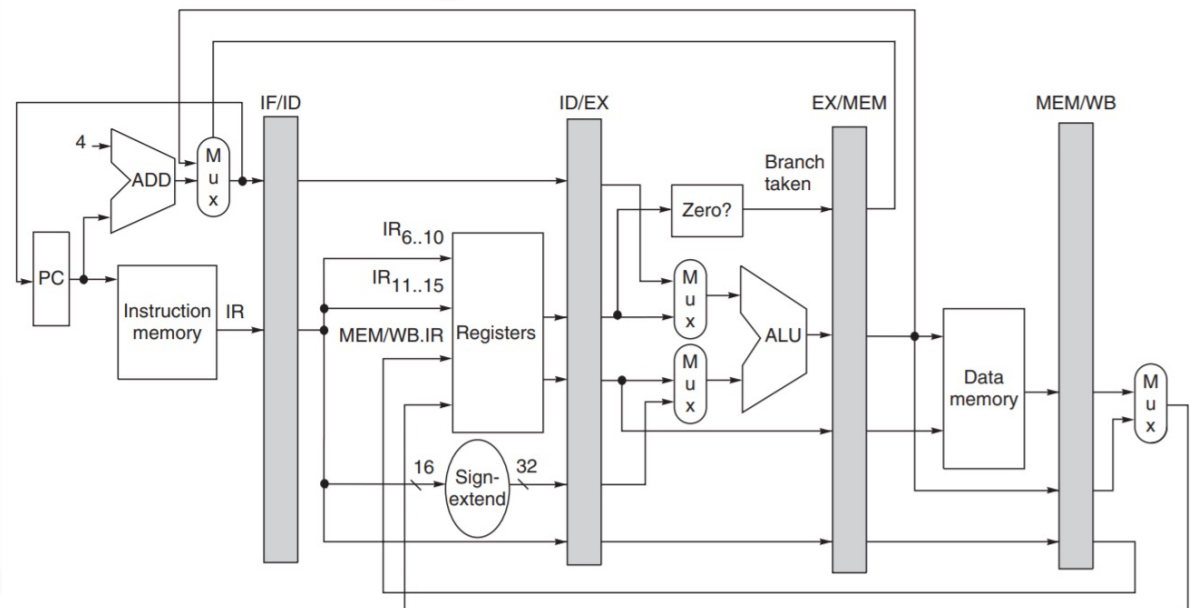 IF/ID
ID/EX
EX/MEM
MEM/WB
4
ADD
M
u
x
Branch
taken
Zero?
IR6..10
PC
Instruction
memory
IR
IR11..15
MEM/WB.IR
Registers
M
u
x
ALU
M
u
x
Data
memory
M
u
x
16
Sign-
extend
32